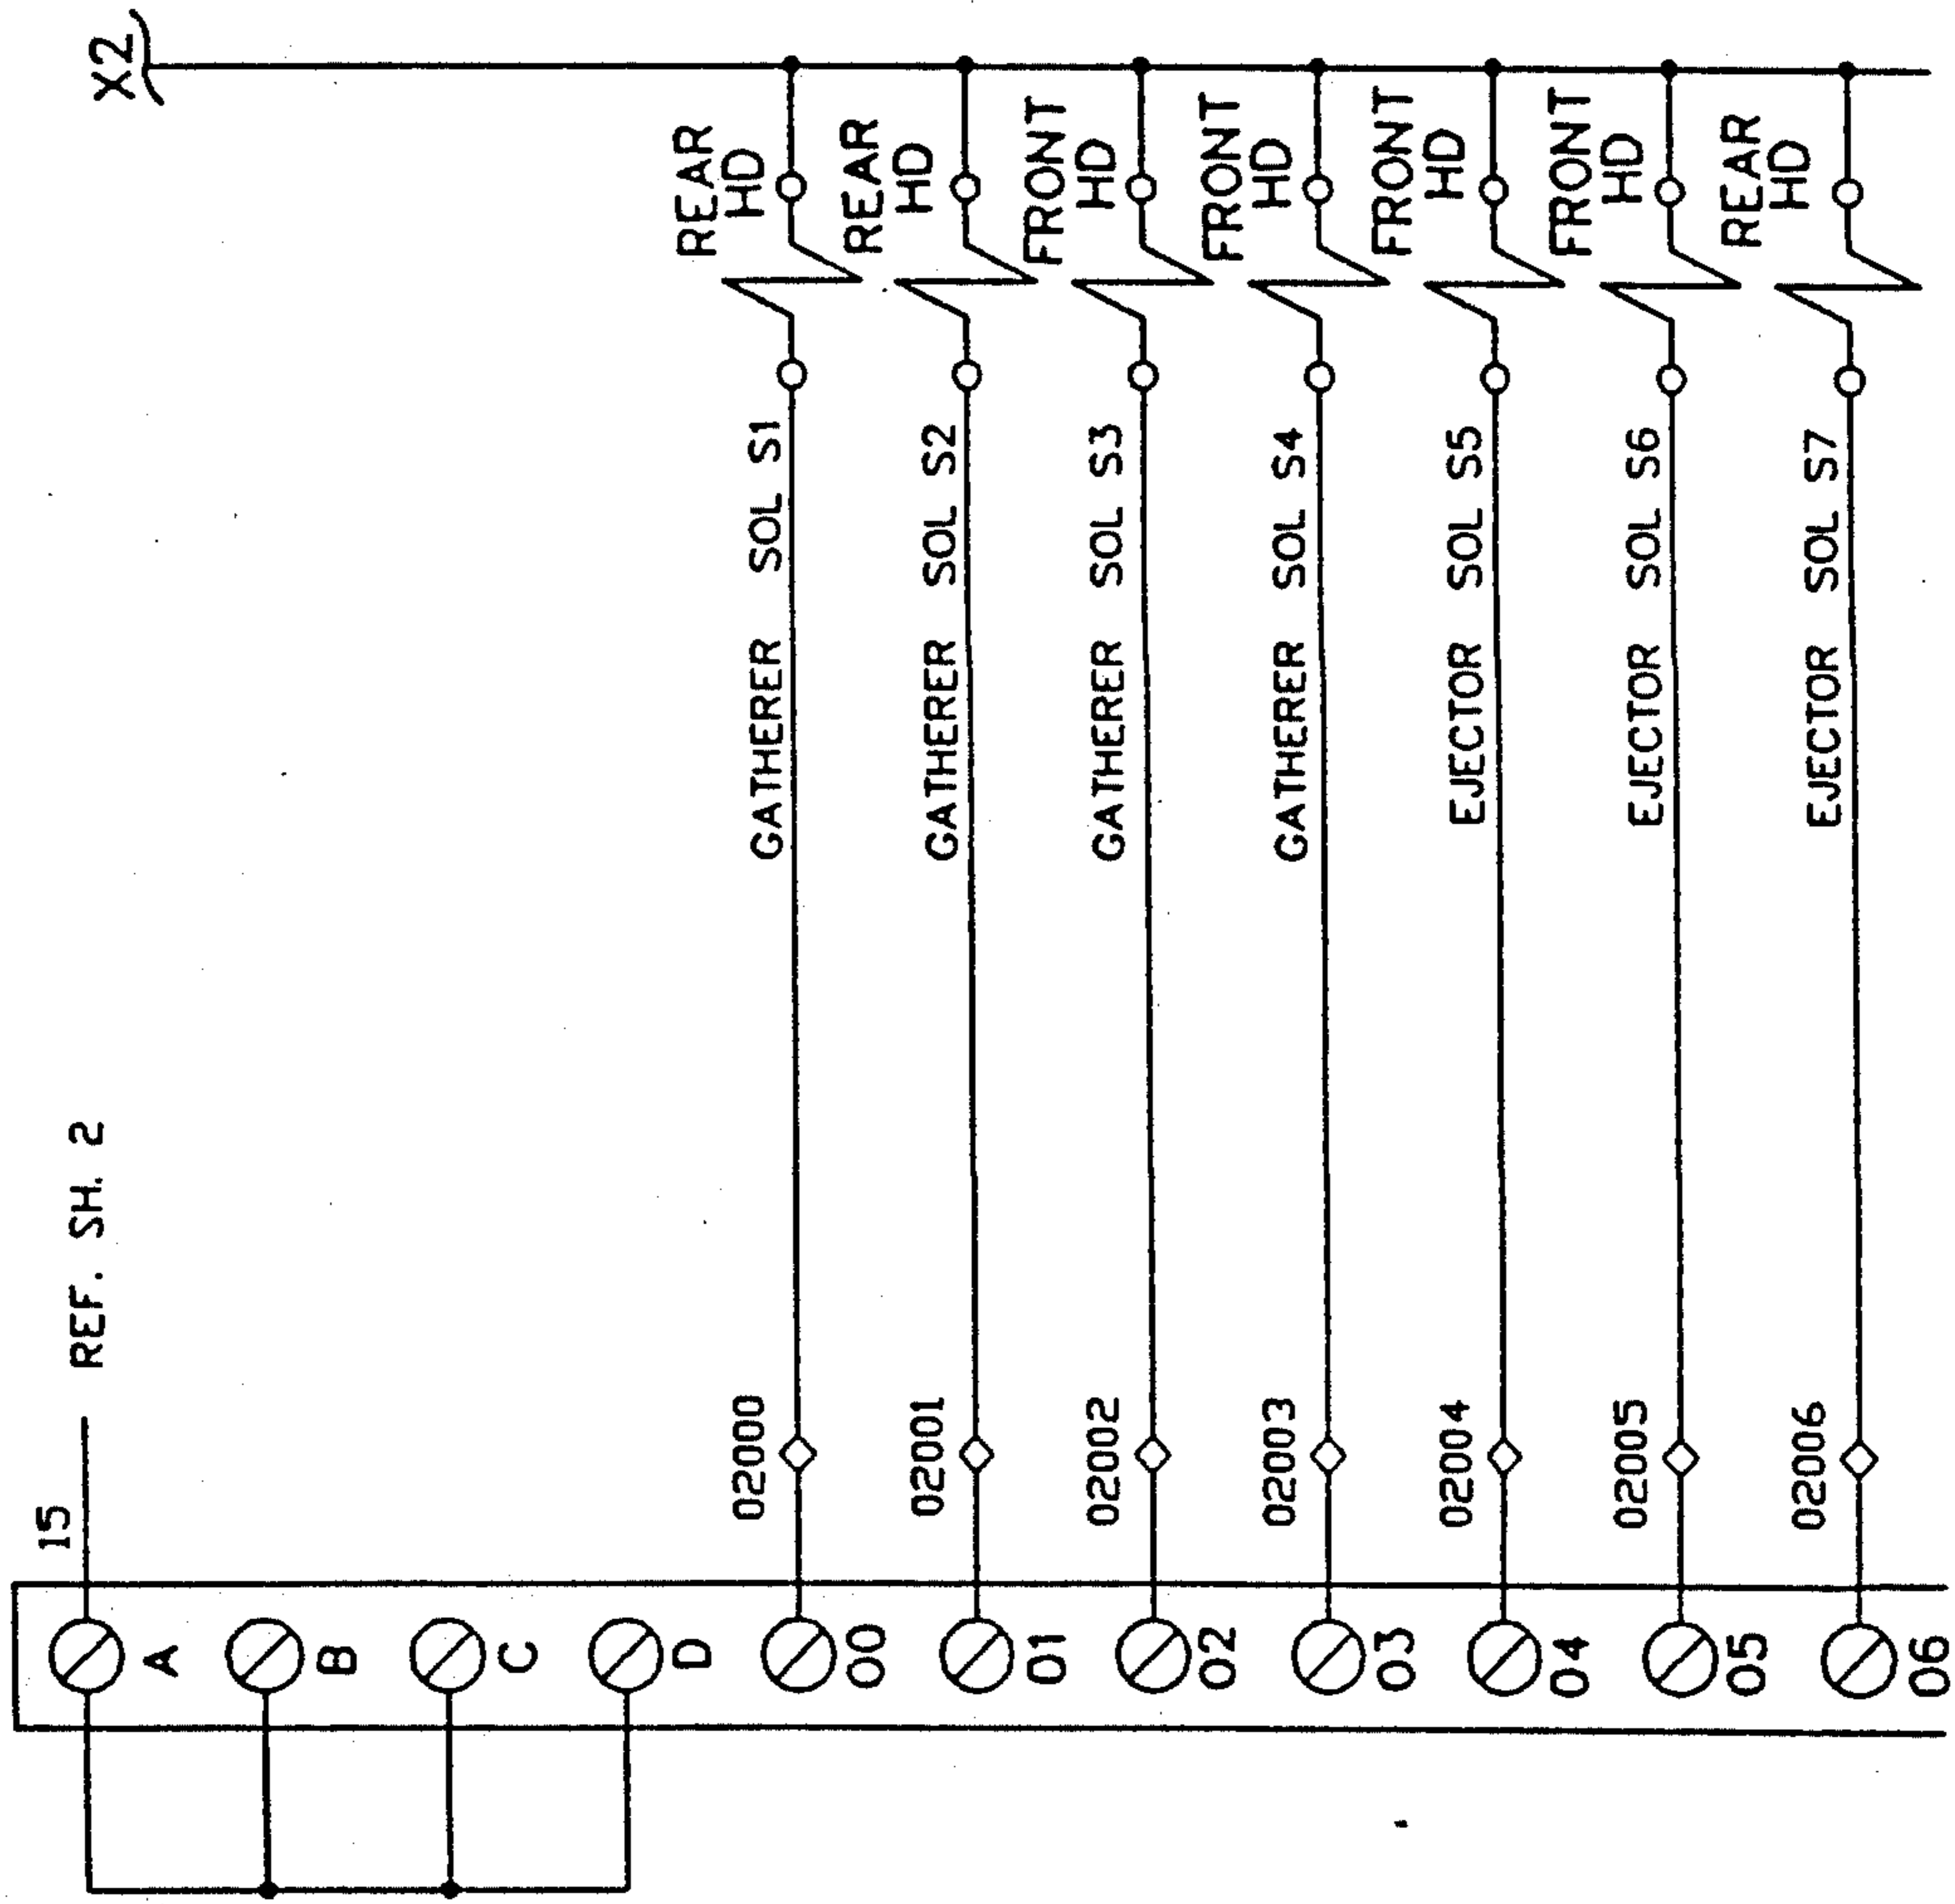 X2
15
REF. SH. 2
A
B
C
D
00
02000
GATHERER SOL S1
REAR
HD
01
02001
GATHERER SOL S2
REAR
HD
02
02002
GATHERER SOL S3
FRONT
HD
03
02003
GATHERER SOL S4
FRONT
HD
04
02004
EJECTOR SOL S5
FRONT
HD
05
02005
EJECTOR SOL S6
FRONT
HD
06
02006
EJECTOR SOL S7
REAR
HD